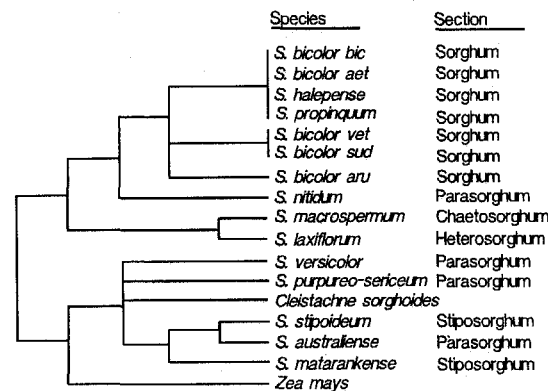 Species Section
S. bicolor bic Sorghum
S. bicolor aet Sorghum
S. halepense Sorghum
S. propinquum Sorghum
S. bicolor vet Sorghum
S. bicolor sud Sorghum
S. bicolor aru Sorghum
S. nitidum Parasorghum
S. macrospermum Chaetosorghum
S. laxiflorum Heterosorghum
S. versicolor Parasorghum
S. purpureo-sericeum Parasorghum
Cleistachne sorghoides
S. stipoideum Stiposorghum
S. australiense Parasorghum
S. matarankense Stiposorghum
Zea mays